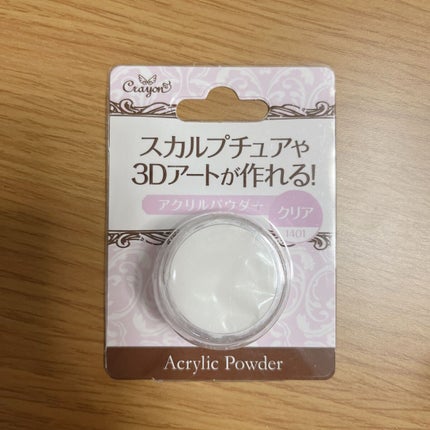 Crayon
スカルプチュアや
3Dアートが作れる!
アクリルパウダー
クリア
1401
Acrylic Powder